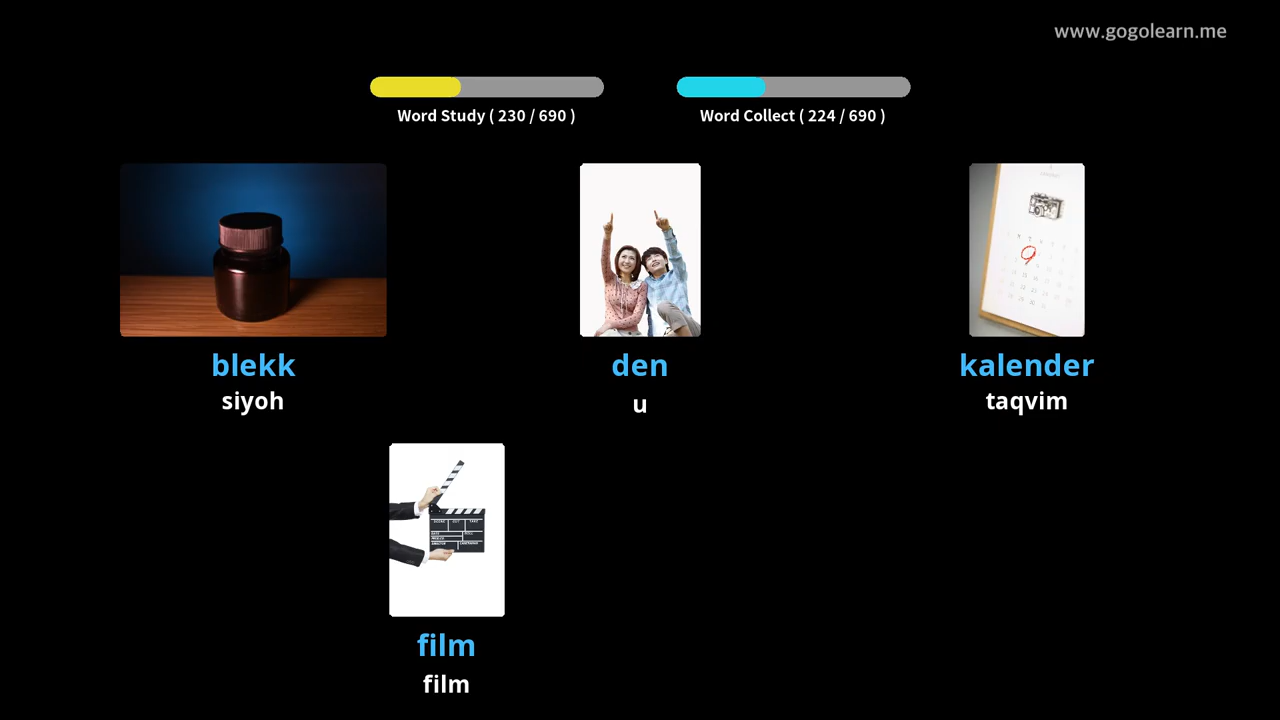 www.gogolearn.me
Word Study ( 230 / 690 )
Word Collect ( 224 / 690 )
blekk
siyoh
den
u
kalender
taqvim
film
film